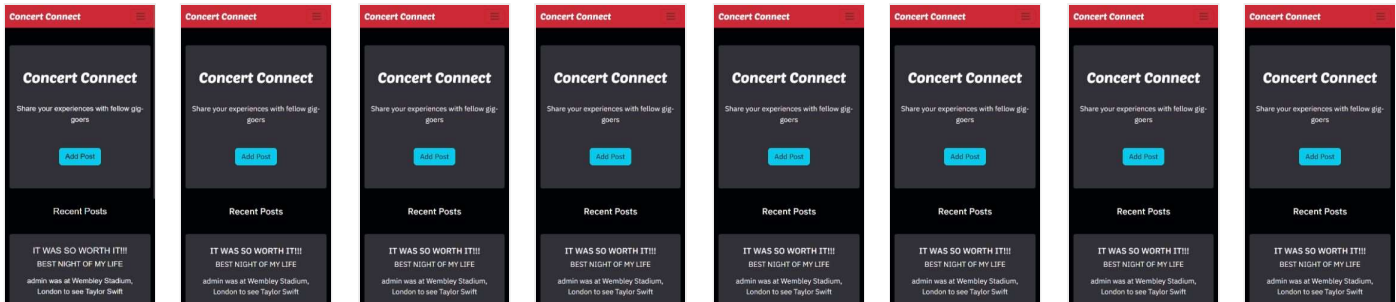 Concert Connect
Concert Connect
Share your experiences with fellow gig-
goers
Add Post
Recent Posts
IT WAS SO WORTH IT!!!
BEST NIGHT OF MY LIFE
admin was at Wembley Stadium,
London to see Taylor Swift
Concert Connect
Concert Connect
Share your experiences with fellow gig-
goers
Add Post
Recent Posts
IT WAS SO WORTH IT!!!
BEST NIGHT OF MY LIFE
admin was at Wembley Stadium,
London to see Taylor Swift
Concert Connect
Concert Connect
Share your experiences with fellow gig-
goers
Add Post
Recent Posts
IT WAS SO WORTH IT!!!
BEST NIGHT OF MY LIFE
admin was at Wembley Stadium,
London to see Taylor Swift
Concert Connect
Concert Connect
Share your experiences with fellow gig-
goers
Add Post
Recent Posts
IT WAS SO WORTH IT!!!
BEST NIGHT OF MY LIFE
admin was at Wembley Stadium,
London to see Taylor Swift
Concert Connect
Concert Connect
Share your experiences with fellow gig-
goers
Add Post
Recent Posts
IT WAS SO WORTH IT!!!
BEST NIGHT OF MY LIFE
admin was at Wembley Stadium,
London to see Taylor Swift
Concert Connect
Concert Connect
Share your experiences with fellow gig-
goers
Add Post
Recent Posts
IT WAS SO WORTH IT!!!
BEST NIGHT OF MY LIFE
admin was at Wembley Stadium,
London to see Taylor Swift
Concert Connect
Concert Connect
Share your experiences with fellow gig-
goers
Add Post
Recent Posts
IT WAS SO WORTH IT!!!
BEST NIGHT OF MY LIFE
admin was at Wembley Stadium,
London to see Taylor Swift
Concert Connect
Concert Connect
Share your experiences with fellow gig-
goers
Add Post
Recent Posts
IT WAS SO WORTH IT!!!
BEST NIGHT OF MY LIFE
admin was at Wembley Stadium,
London to see Taylor Swift